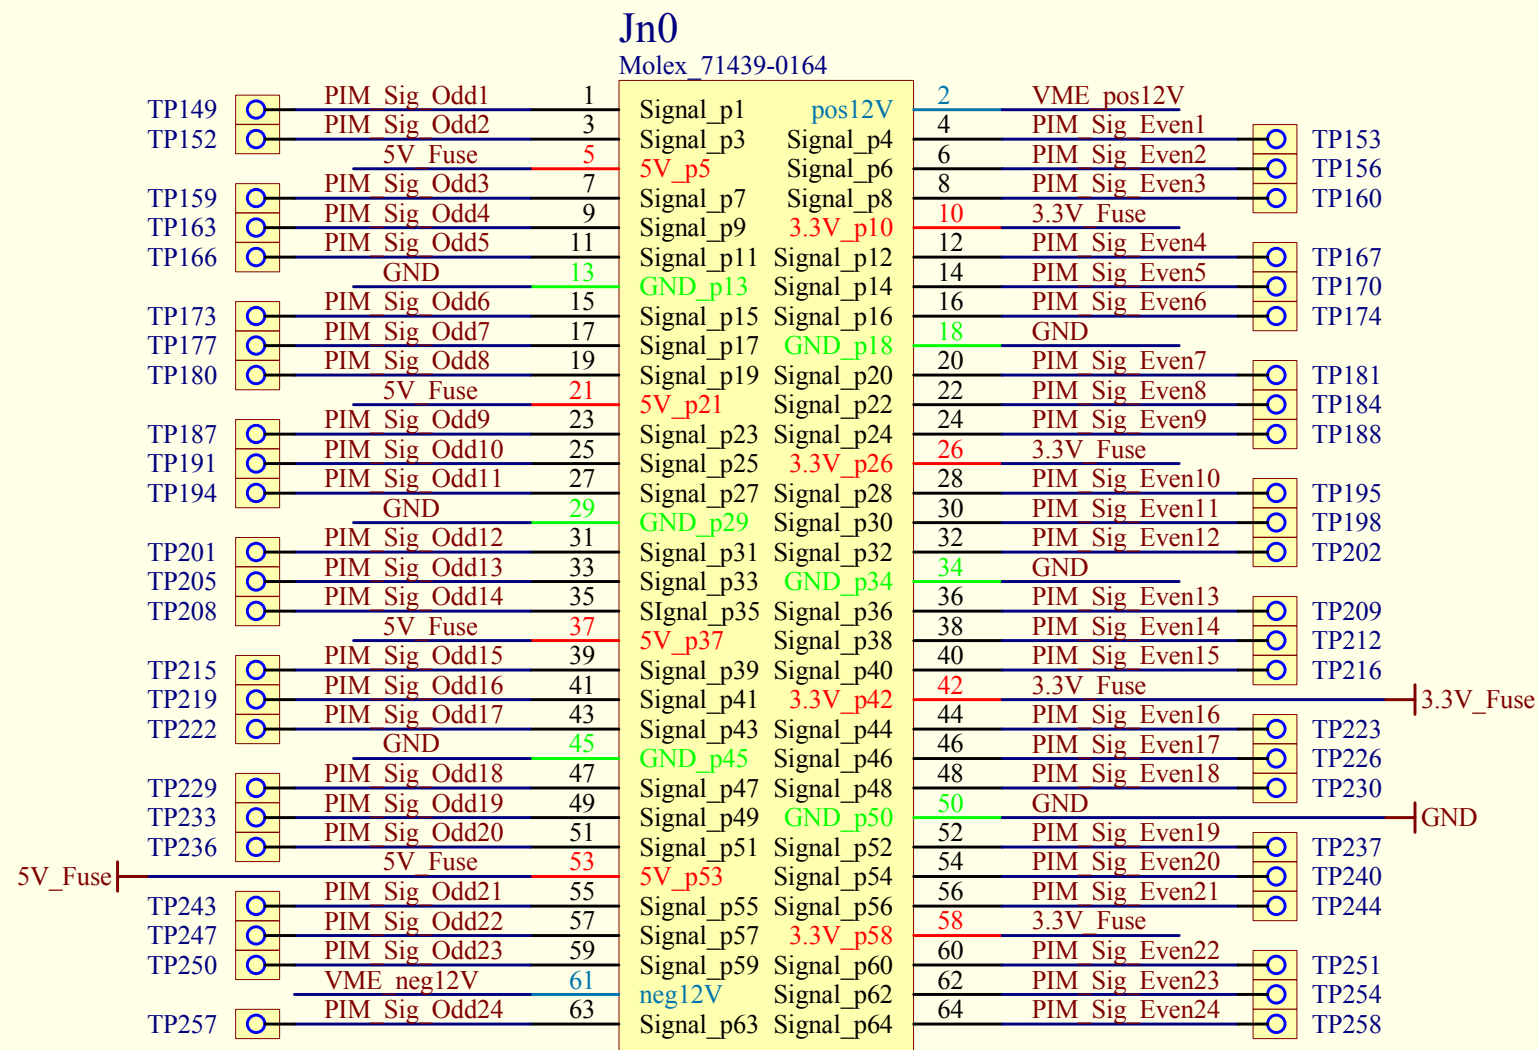 Jn0
Molex_71439-0164
TP149 PIM_Sig_Odd1 1 Signal_p1 pos12V 2 VME_pos12V
TP152 PIM_Sig_Odd2 3 Signal_p3 Signal_p4 4 PIM_Sig_Even1 TP153
5V_Fuse 5 5V_p5 Signal_p6 6 PIM_Sig_Even2 TP156
TP159 PIM_Sig_Odd3 7 Signal_p7 Signal_p8 8 PIM_Sig_Even3 TP160
TP163 PIM_Sig_Odd4 9 Signal_p9 3.3V_p10 10 3.3V_Fuse
TP166 PIM_Sig_Odd5 11 Signal_p11 Signal_p12 12 PIM_Sig_Even4 TP167
GND 13 GND_p13 Signal_p14 14 PIM_Sig_Even5 TP170
TP173 PIM_Sig_Odd6 15 Signal_p15 Signal_p16 16 PIM_Sig_Even6 TP174
TP177 PIM_Sig_Odd7 17 Signal_p17 GND_p18 18 GND
TP180 PIM_Sig_Odd8 19 Signal_p19 Signal_p20 20 PIM_Sig_Even7 TP181
5V_Fuse 21 5V_p21 Signal_p22 22 PIM_Sig_Even8 TP184
TP187 PIM_Sig_Odd9 23 Signal_p23 Signal_p24 24 PIM_Sig_Even9 TP188
TP191 PIM_Sig_Odd10 25 Signal_p25 3.3V_p26 26 3.3V_Fuse
TP194 PIM_Sig_Odd11 27 Signal_p27 Signal_p28 28 PIM_Sig_Even10 TP195
GND 29 GND_p29 Signal_p30 30 PIM_Sig_Even11 TP198
TP201 PIM_Sig_Odd12 31 Signal_p31 Signal_p32 32 PIM_Sig_Even12 TP202
TP205 PIM_Sig_Odd13 33 Signal_p33 GND_p34 34 GND
TP208 PIM_Sig_Odd14 35 SIgnal_p35 Signal_p36 36 PIM_Sig_Even13 TP209
5V_Fuse 37 5V_p37 Signal_p38 38 PIM_Sig_Even14 TP212
TP215 PIM_Sig_Odd15 39 Signal_p39 Signal_p40 40 PIM_Sig_Even15 TP216
TP219 PIM_Sig_Odd16 41 Signal_p41 3.3V_p42 42 3.3V_Fuse 3.3V_Fuse
TP222 PIM_Sig_Odd17 43 Signal_p43 Signal_p44 44 PIM_Sig_Even16 TP223
GND 45 GND_p45 Signal_p46 46 PIM_Sig_Even17 TP226
TP229 PIM_Sig_Odd18 47 Signal_p47 Signal_p48 48 PIM_Sig_Even18 TP230
TP233 PIM_Sig_Odd19 49 Signal_p49 GND_p50 50 GND GND
TP236 PIM_Sig_Odd20 51 Signal_p51 Signal_p52 52 PIM_Sig_Even19 TP237
5V_Fuse 5V_Fuse 53 5V_p53 Signal_p54 54 PIM_Sig_Even20 TP240
TP243 PIM_Sig_Odd21 55 Signal_p55 Signal_p56 56 PIM_Sig_Even21 TP244
TP247 PIM_Sig_Odd22 57 Signal_p57 3.3V_p58 58 3.3V_Fuse
TP250 PIM_Sig_Odd23 59 Signal_p59 Signal_p60 60 PIM_Sig_Even22 TP251
VME_neg12V 61 neg12V Signal_p62 62 PIM_Sig_Even23 TP254
TP257 PIM_Sig_Odd24 63 Signal_p63 Signal_p64 64 PIM_Sig_Even24 TP258